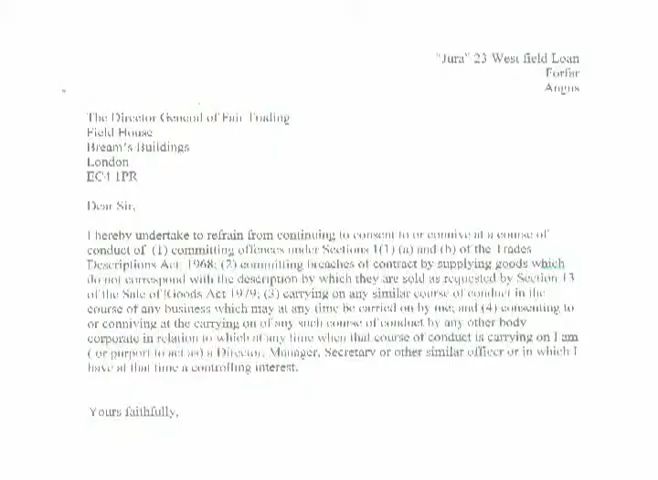 "Jura" 23 West field Loan
Forfar
Angus
The Director General of Fair Trading
Field House
Bream's Buildings
London
EC4 1PR
Dear Sir,
I hereby undertake to refrain from continuing to consent to or connive at a course of
conduct of (1) committing offences under Sections 1(1) (a) and (b) of the Trades
Descriptions Act 1968; (2) committing breaches of contract by supplying goods which
do not correspond with the description by which they are sold as requested by Section 13
of the Sale of Goods Act 1979; (3) carrying on any similar course of conduct in the
course of any business which may at any time be carried on by me; and (4) consenting to
or conniving at the carrying on of any such course of conduct by any other body
corporate in relation to which at any time when that course of conduct is carrying on I am
( or purport to act as) a Director, Manager, Secretary or other similar officer or in which I
have at that time a controlling interest.
Yours faithfully,